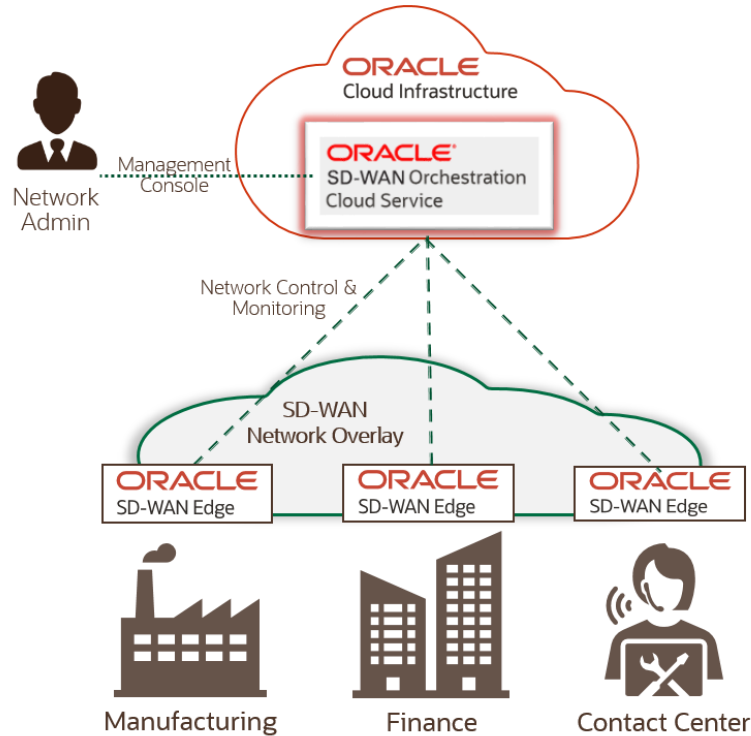 ORACLE
Cloud Infrastructure
ORACLE®
SD-WAN Orchestration
Cloud Service
Management
Console
Network
Admin
Network Control &
Monitoring
SD-WAN
Network Overlay
ORACLE
SD-WAN Edge
ORACLE
SD-WAN Edge
ORACLE
SD-WAN Edge
Manufacturing
Finance
Contact Center